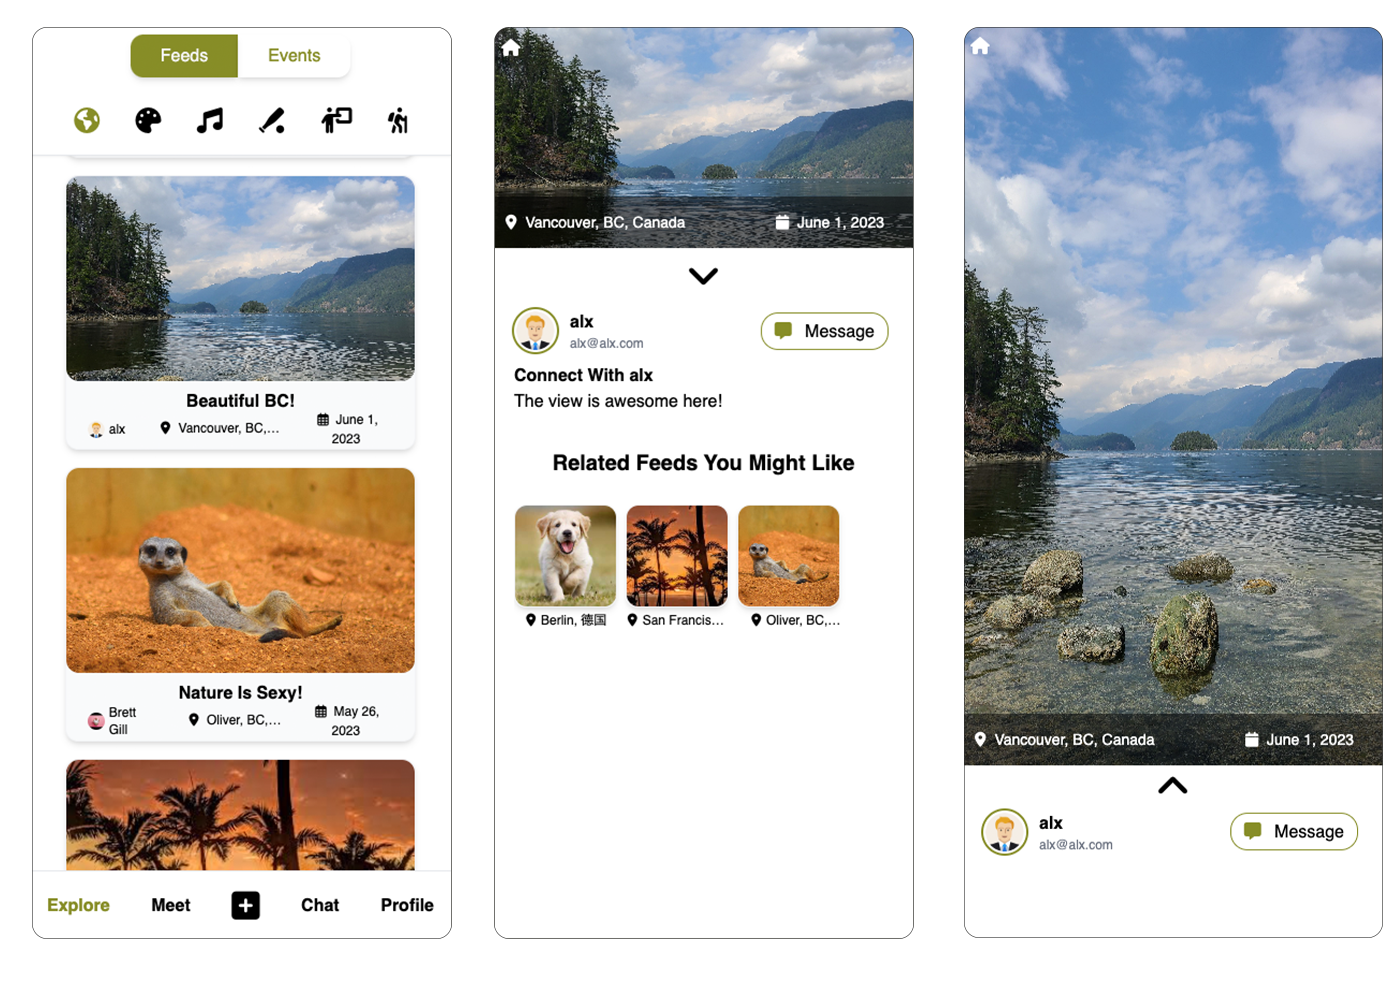 Feeds Events
Beautiful BC!
alx Vancouver, BC,... June 1,
2023
Nature Is Sexy!
Brett
Gill Oliver, BC,... May 26,
2023
Explore Meet Chat Profile
Vancouver, BC, Canada June 1, 2023
alx
alx@alx.com
Message
Connect With alx
The view is awesome here!
Related Feeds You Might Like
Berlin, 德国 San Francis... Oliver, BC,...
Vancouver, BC, Canada June 1, 2023
alx
alx@alx.com
Message